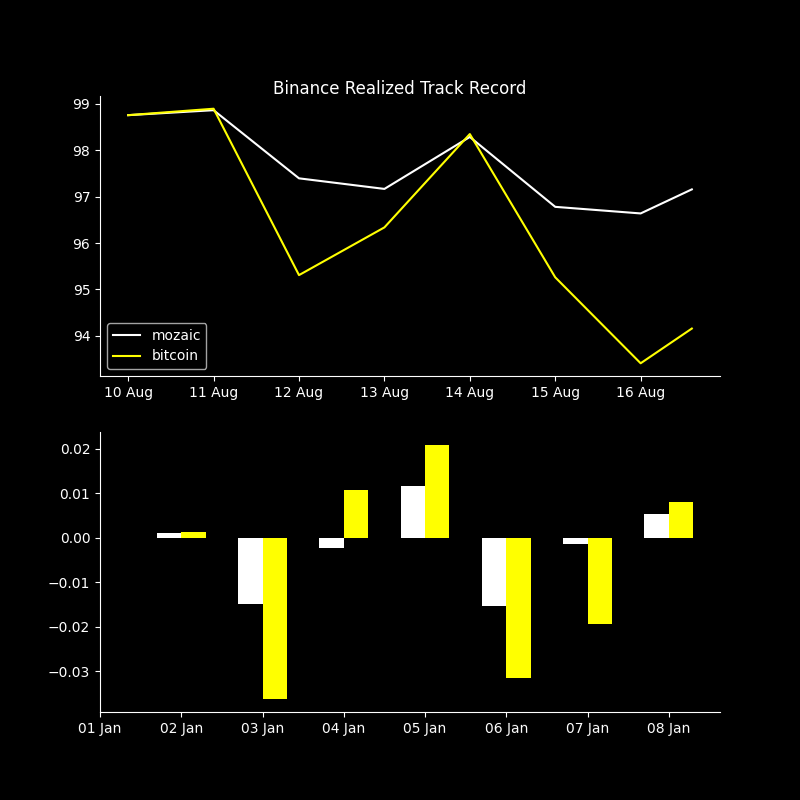 Binance Realized Track Record
99
98
97
96
95
94
mozaic
bitcoin
10 Aug 11 Aug 12 Aug 13 Aug 14 Aug 15 Aug 16 Aug
0.02
0.01
0.00
−0.01
−0.02
−0.03
01 Jan 02 Jan 03 Jan 04 Jan 05 Jan 06 Jan 07 Jan 08 Jan